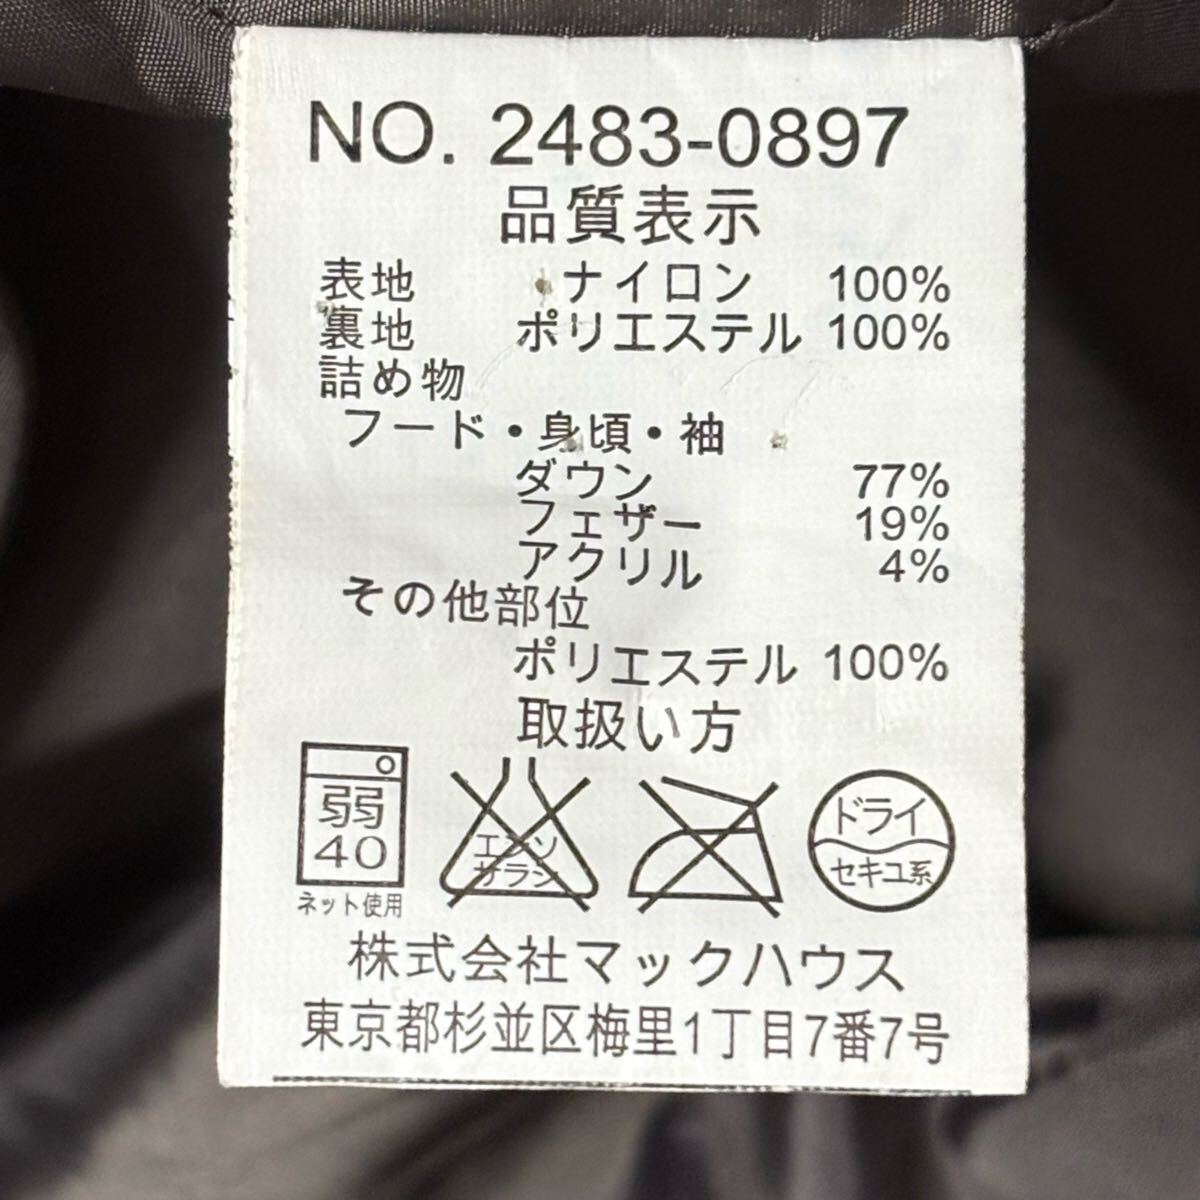 NO. 2483-0897
品質表示
表地 ナイロン 100%
裏地 ポリエステル 100%
詰め物
フード・身頃・袖
ダウン 77%
フェザー 19%
アクリル 4%
その他部位
ポリエステル 100%
取扱い方
弱
40
ネット使用
エンソ
サラシ
ドライ
セキユ系
株式会社マックハウス
東京都杉並区梅里1丁目7番7号